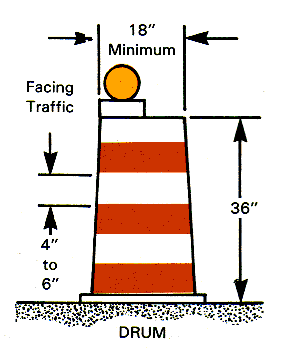 18"
Minimum
Facing
Traffic
36"
4"
to
6"
DRUM